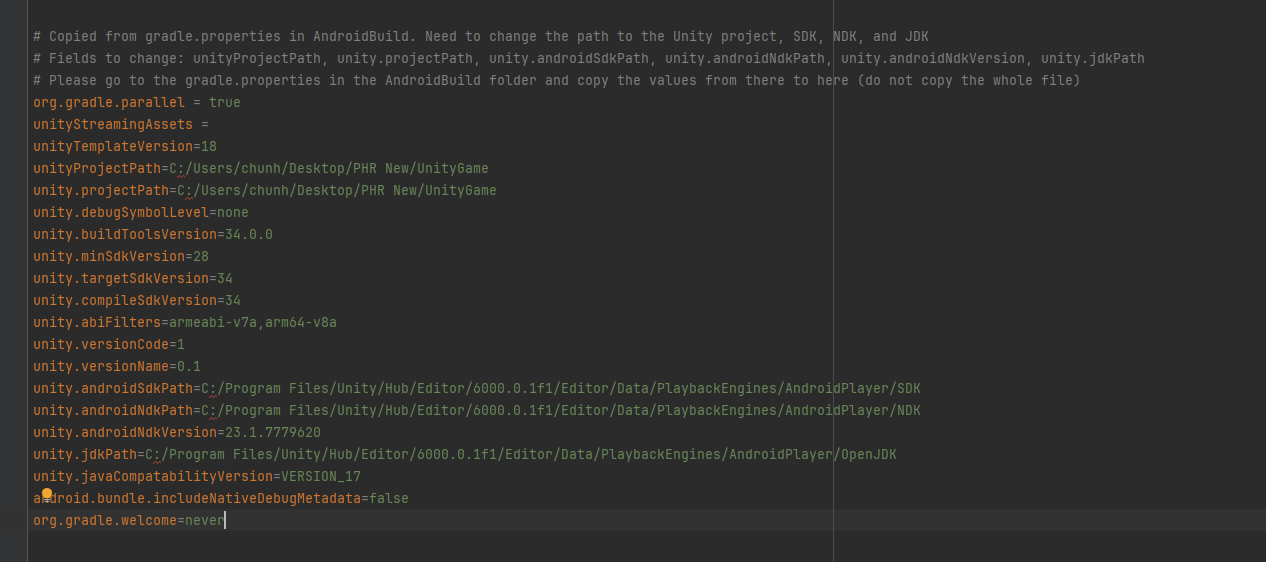 # Copied from gradle.properties in AndroidBuild. Need to change the path to the Unity project, SDK, NDK, and JDK
# Fields to change: unityProjectPath, unity.projectPath, unity.androidSdkPath, unity.androidNdkPath, unity.androidNdkVersion, unity.jdkPath
# Please go to the gradle.properties in the AndroidBuild folder and copy the values from there to here (do not copy the whole file)
org.gradle.parallel = true
unityStreamingAssets =
unityTemplateVersion=18
unityProjectPath=C:/Users/chunh/Desktop/PHR New/UnityGame
unity.projectPath=C:/Users/chunh/Desktop/PHR New/UnityGame
unity.debugSymbolLevel=none
unity.buildToolsVersion=34.0.0
unity.minSdkVersion=28
unity.targetSdkVersion=34
unity.compileSdkVersion=34
unity.abiFilters=armeabi-v7a,arm64-v8a
unity.versionCode=1
unity.versionName=0.1
unity.androidSdkPath=C:/Program Files/Unity/Hub/Editor/6000.0.1f1/Editor/Data/PlaybackEngines/AndroidPlayer/SDK
unity.androidNdkPath=C:/Program Files/Unity/Hub/Editor/6000.0.1f1/Editor/Data/PlaybackEngines/AndroidPlayer/NDK
unity.androidNdkVersion=23.1.7779620
unity.jdkPath=C:/Program Files/Unity/Hub/Editor/6000.0.1f1/Editor/Data/PlaybackEngines/AndroidPlayer/OpenJDK
unity.javaCompatabilityVersion=VERSION_17
android.bundle.includeNativeDebugMetadata=false
org.gradle.welcome=never